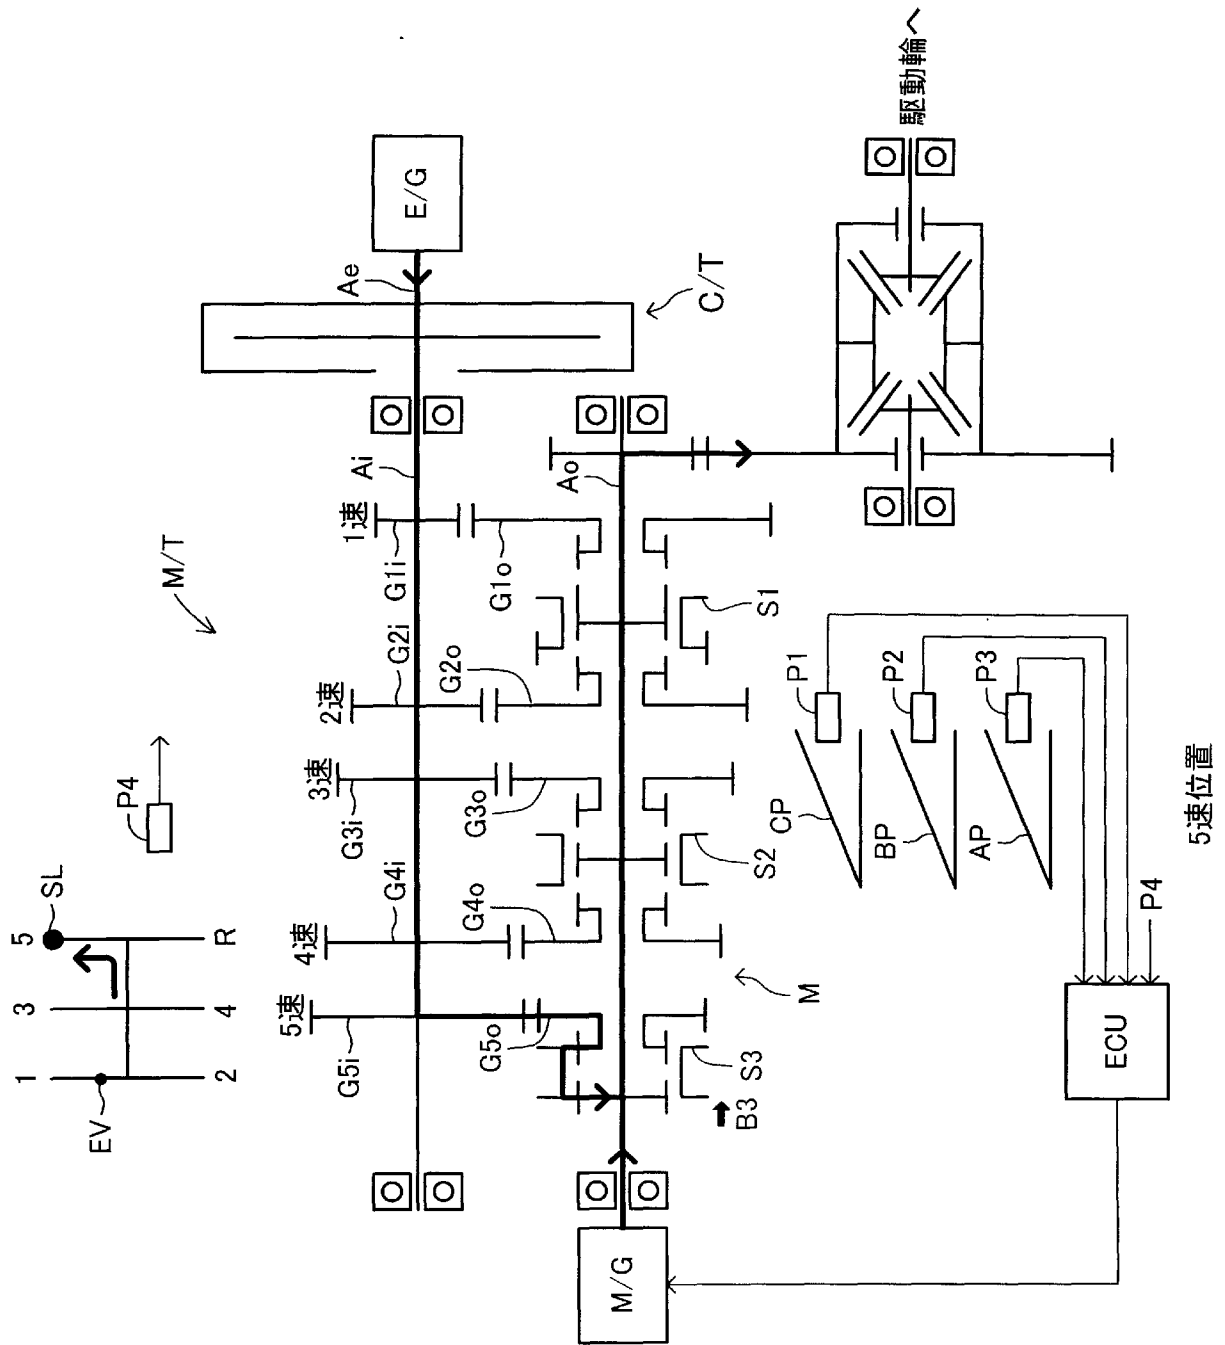 M/T
C/T
E/G
Ae
Ai
Ao
1速
2速
3速
4速
5速
G1i
G2i
G3i
G4i
G5i
G1o
G2o
G3o
G4o
G5o
S1
S2
S3
B3
M
M/G
駆動輪へ
1
3
5
SL
2
4
R
EV
P4
CP
P1
BP
P2
AP
P3
P4
ECU
5速位置